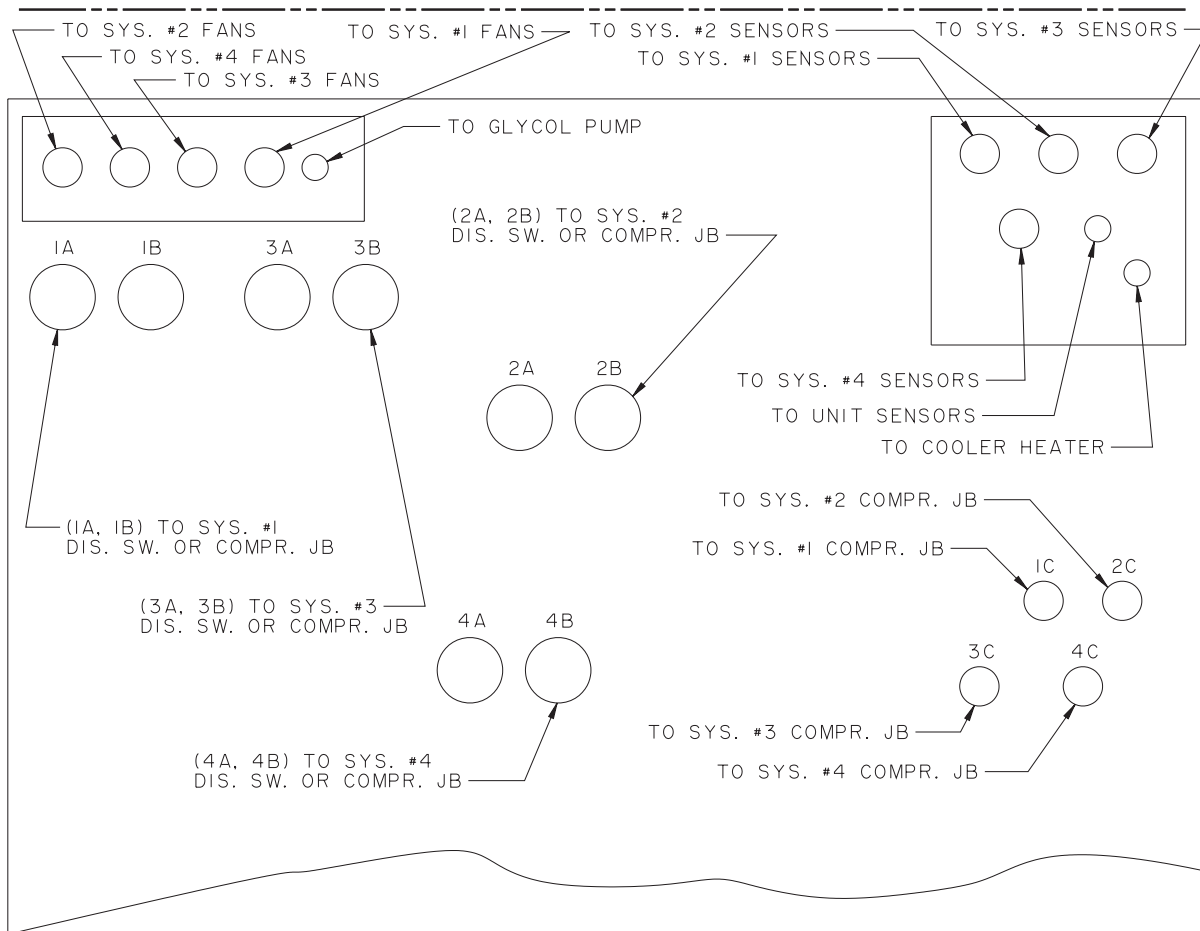 TO SYS. #2 FANS
TO SYS. #1 FANS
TO SYS. #2 SENSORS
TO SYS. #3 SENSORS
TO SYS. #4 FANS
TO SYS. #1 SENSORS
TO SYS. #3 FANS
TO GLYCOL PUMP
(2A, 2B) TO SYS. #2
DIS. SW. OR COMPR. JB
1A
1B
3A
3B
2A
2B
TO SYS. #4 SENSORS
TO UNIT SENSORS
TO COOLER HEATER
(1A, 1B) TO SYS. #1
DIS. SW. OR COMPR. JB
TO SYS. #2 COMPR. JB
TO SYS. #1 COMPR. JB
1C
2C
(3A, 3B) TO SYS. #3
DIS. SW. OR COMPR. JB
4A
4B
3C
4C
TO SYS. #3 COMPR. JB
(4A, 4B) TO SYS. #4
DIS. SW. OR COMPR. JB
TO SYS. #4 COMPR. JB